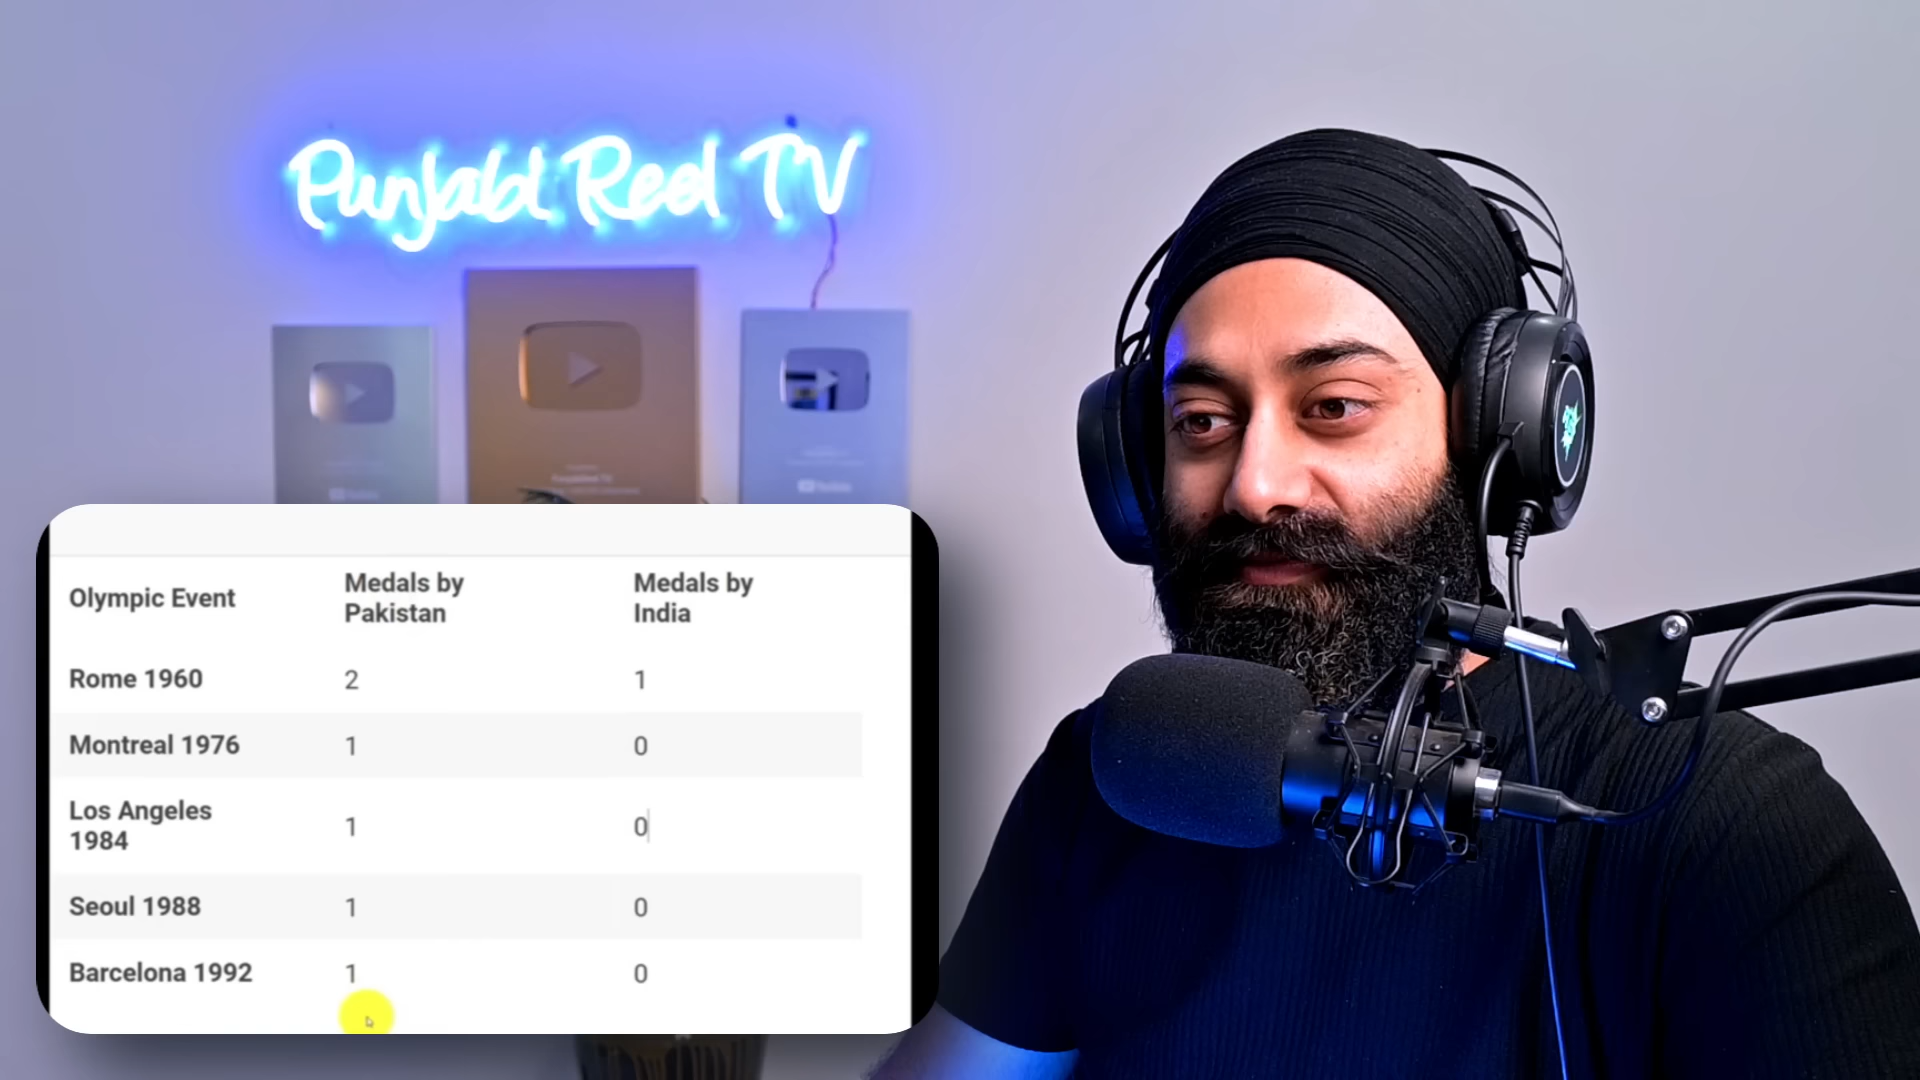 Punjabi Reel TV
Olympic Event
Medals by
Pakistan
Medals by
India
Rome 1960
2
1
Montreal 1976
1
0
Los Angeles
1984
1
0
Seoul 1988
1
0
Barcelona 1992
1
0